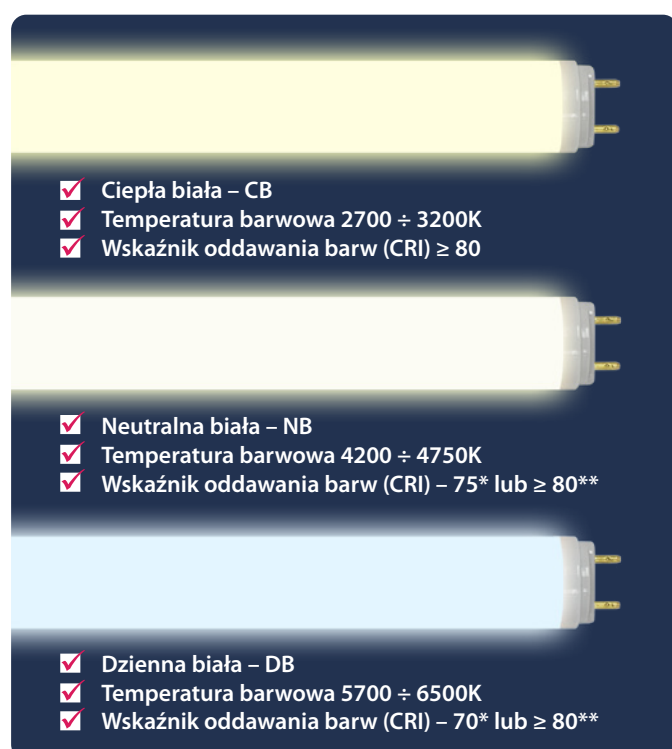 Ciepła biała – CB
Temperatura barwowa 2700 ÷ 3200K
Wskaźnik oddawania barw (CRI) ≥ 80
Neutralna biała – NB
Temperatura barwowa 4200 ÷ 4750K
Wskaźnik oddawania barw (CRI) – 75* lub ≥ 80**
Dzienna biała – DB
Temperatura barwowa 5700 ÷ 6500K
Wskaźnik oddawania barw (CRI) – 70* lub ≥ 80**